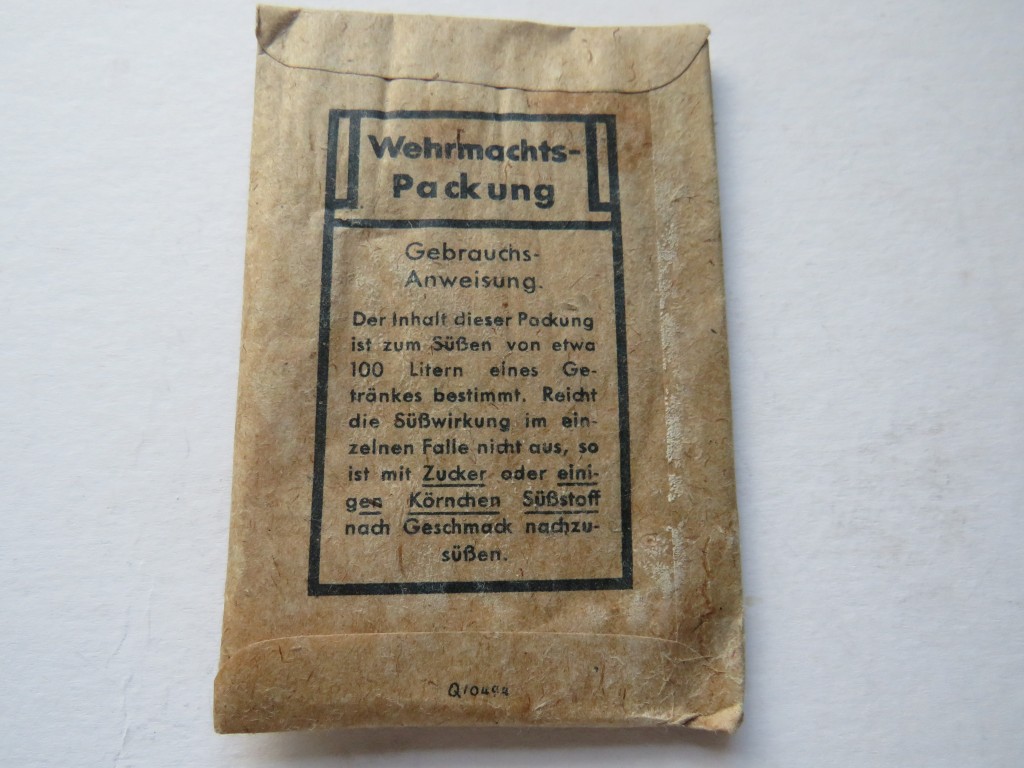 Wehrmachts-
Packung
Gebrauchs-
Anweisung.
Der Inhalt dieser Packung
ist zum Süßen von etwa
100 Litern eines Ge-
tränkes bestimmt. Reicht
die Süßwirkung im ein-
zelnen Falle nicht aus, so
ist mit Zucker oder eini-
gen Körnchen Süßstoff
nach Geschmack nachzu-
süßen.